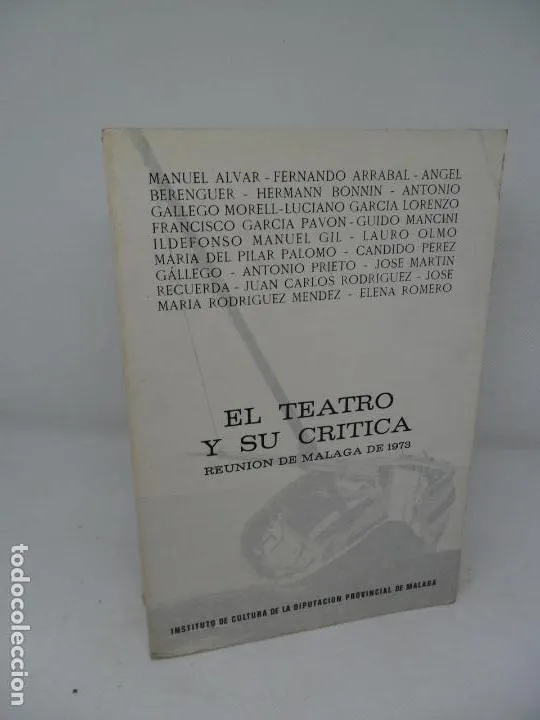 MANUEL ALVAR - FERNANDO ARRABAL - ANGEL
BERENGUER - HERMANN BONNIN - ANTONIO
GALLEGO MORELL-LUCIANO GARCIA LORENZO
FRANCISCO GARCIA PAVON - GUIDO MANCINI
ILDEFONSO MANUEL GIL - LAURO OLMO
MARIA DEL PILAR PALOMO - CANDIDO PEREZ
GÁLLEGO - ANTONIO PRIETO - JOSE MARTIN
RECUERDA - JUAN CARLOS RODRIGUEZ - JOSE
MARIA RODRIGUEZ MENDEZ - ELENA ROMERO
EL TEATRO
Y SU CRITICA
REUNION DE MALAGA DE 1973
INSTITUTO DE CULTURA DE LA DIPUTACION PROVINCIAL DE MALAGA
todocoleccion